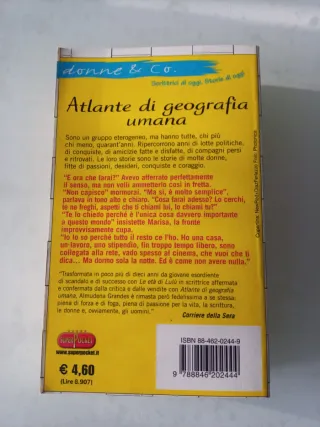 donne & Co.
Scrittrici di oggi, storie di oggi
Atlante di geografia
umana
Sono un gruppo eterogeneo, ma hanno tutte, chi più
chi meno, quarant'anni. Ripercorrono anni di lotte politiche,
di conquiste, di amicizie fatte e disfatte, di compagni persi
e ritrovati. Le loro storie sono le storie di molte donne,
fitte di passioni, desideri, conquiste e coraggio.
"E ora che farai?" Avevo afferrato perfettamente
il senso, ma non volli ammetterlo così in fretta.
"Non capisco" mormorai. "Ma sì, è molto semplice",
parlava in tono alto e chiaro. "Cosa farai adesso? Lo cerchi,
te ne freghi, aspetti che ti chiami lui, lo chiami tu?"
"Te lo chiedo perché è l'unica cosa davvero importante
a questo mondo" insistette Marisa, la fronte
improvvisamente cupa.
"Io lo so perché tutto il resto ce l'ho. Ho una casa,
un lavoro, uno stipendio, fin troppo tempo libero, sono
collegata alla rete, vado spesso al cinema, che vuoi che ti
dica... Ma dormo sola la notte. Ed è come non avere nulla."
"Trasformata in poco più di dieci anni da giovane esordiente
di scandalo e di successo con Le età di Lulù in scrittrice affermata
e confermata dalla critica e dalle vendite con Atlante di geografia
umana, Almudena Grandes è rimasta però fedelissima a se stessa:
piena di forza e di foga, piena di passione per la vita, la scrittura,
le donne e, ovviamente, gli uomini."
Corriere della Sera
SUPER POCKET
www.superpocket.it
€ 4,60
(Lire 8.907)
ISBN 88-462-0244-9
9 788846 202444